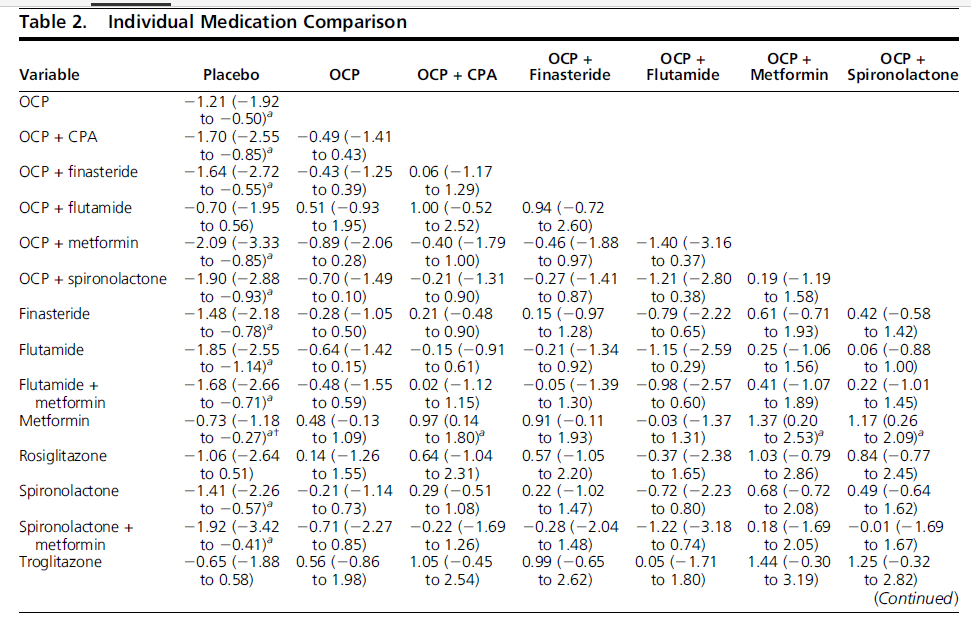 Table 2. Individual Medication Comparison
OCP + OCP + OCP + OCP +
Variable Placebo OCP OCP + CPA Finasteride Flutamide Metformin Spironolactone
OCP −1.21 (−1.92
to −0.50)a
OCP + CPA −1.70 (−2.55 −0.49 (−1.41
to −0.85)a to 0.43)
OCP + finasteride −1.64 (−2.72 −0.43 (−1.25 0.06 (−1.17
to −0.55)a to 0.39) to 1.29)
OCP + flutamide −0.70 (−1.95 0.51 (−0.93 1.00 (−0.52 0.94 (−0.72
to 0.56) to 1.95) to 2.52) to 2.60)
OCP + metformin −2.09 (−3.33 −0.89 (−2.06 −0.40 (−1.79 −0.46 (−1.88 −1.40 (−3.16
to −0.85)a to 0.28) to 1.00) to 0.97) to 0.37)
OCP + spironolactone −1.90 (−2.88 −0.70 (−1.49 −0.21 (−1.31 −0.27 (−1.41 −1.21 (−2.80 0.19 (−1.19
to −0.93)a to 0.10) to 0.90) to 0.87) to 0.38) to 1.58)
Finasteride −1.48 (−2.18 −0.28 (−1.05 0.21 (−0.48 0.15 (−0.97 −0.79 (−2.22 0.61 (−0.71 0.42 (−0.58
to −0.78)a to 0.50) to 0.90) to 1.28) to 0.65) to 1.93) to 1.42)
Flutamide −1.85 (−2.55 −0.64 (−1.42 −0.15 (−0.91 −0.21 (−1.34 −1.15 (−2.59 0.25 (−1.06 0.06 (−0.88
to −1.14)a to 0.15) to 0.61) to 0.92) to 0.29) to 1.56) to 1.00)
Flutamide + −1.68 (−2.66 −0.48 (−1.55 0.02 (−1.12 −0.05 (−1.39 −0.98 (−2.57 0.41 (−1.07 0.22 (−1.01
metformin to −0.71)a to 0.59) to 1.15) to 1.30) to 0.60) to 1.89) to 1.45)
Metformin −0.73 (−1.18 0.48 (−0.13 0.97 (0.14 0.91 (−0.11 −0.03 (−1.37 1.37 (0.20 1.17 (0.26
to −0.27)a† to 1.09) to 1.80)a to 1.93) to 1.31) to 2.53)a to 2.09)a
Rosiglitazone −1.06 (−2.64 0.14 (−1.26 0.64 (−1.04 0.57 (−1.05 −0.37 (−2.38 1.03 (−0.79 0.84 (−0.77
to 0.51) to 1.55) to 2.31) to 2.20) to 1.65) to 2.86) to 2.45)
Spironolactone −1.41 (−2.26 −0.21 (−1.14 0.29 (−0.51 0.22 (−1.02 −0.72 (−2.23 0.68 (−0.72 0.49 (−0.64
to −0.57)a to 0.73) to 1.08) to 1.47) to 0.80) to 2.08) to 1.62)
Spironolactone + −1.92 (−3.42 −0.71 (−2.27 −0.22 (−1.69 −0.28 (−2.04 −1.22 (−3.18 0.18 (−1.69 −0.01 (−1.69
metformin to −0.41)a to 0.85) to 1.26) to 1.48) to 0.74) to 2.05) to 1.67)
Troglitazone −0.65 (−1.88 0.56 (−0.86 1.05 (−0.45 0.99 (−0.65 0.05 (−1.71 1.44 (−0.30 1.25 (−0.32
to 0.58) to 1.98) to 2.54) to 2.62) to 1.80) to 3.19) to 2.82)
(Continued)